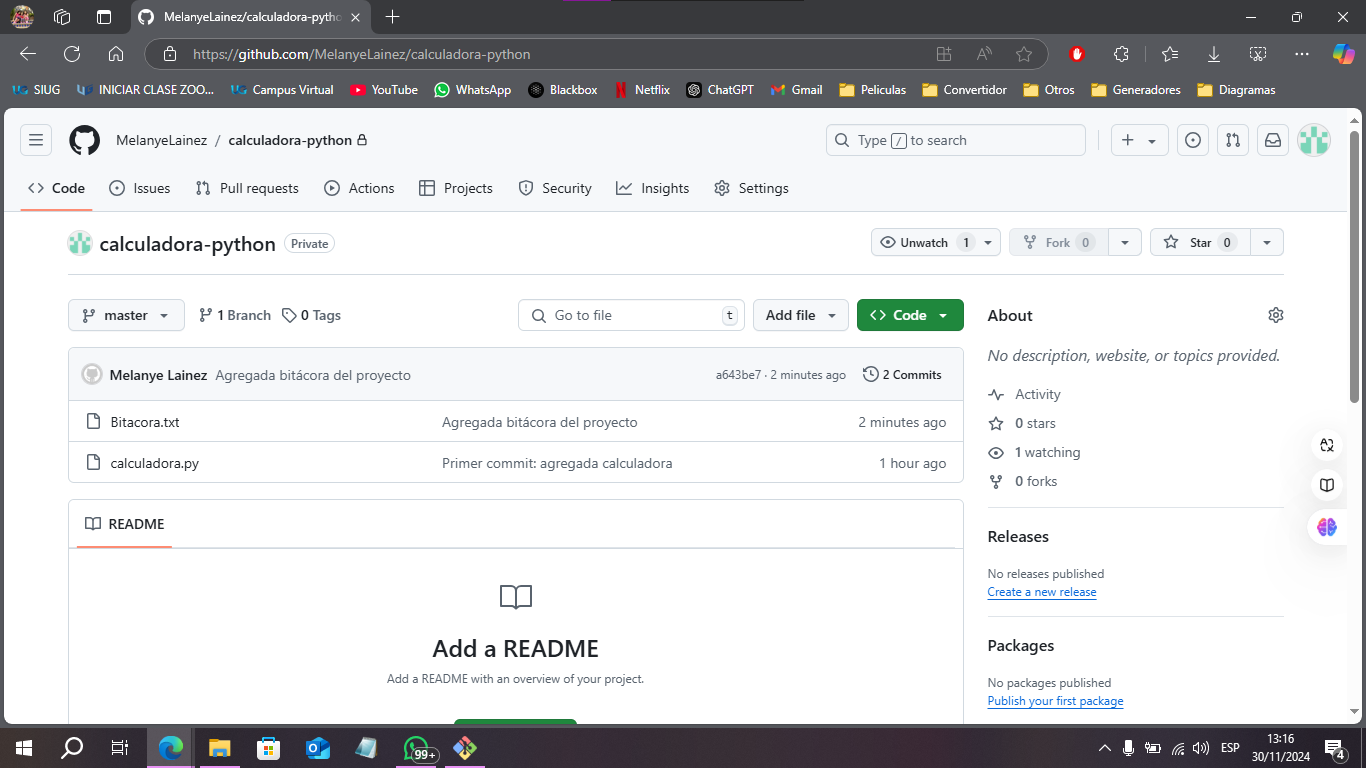 MelanyeLainez/calculadora-pytho
https://github.com/MelanyeLainez/calculadora-python
SIUG INICIAR CLASE ZOO... Campus Virtual YouTube WhatsApp Blackbox Netflix ChatGPT Gmail Peliculas Convertidor Otros Generadores Diagramas
MelanyeLainez / calculadora-python Type / to search
Code Issues Pull requests Actions Projects Security Insights Settings
calculadora-python Private Unwatch 1 Fork 0 Star 0
master 1 Branch 0 Tags Go to file t Add file Code
About
No description, website, or topics provided.
Melanye Lainez Agregada bitácora del proyecto a643be7 · 2 minutes ago 2 Commits
Activity
Bitacora.txt Agregada bitácora del proyecto 2 minutes ago
0 stars
1 watching
calculadora.py Primer commit: agregada calculadora 1 hour ago
0 forks
README
Releases
No releases published
Create a new release
Add a README
Add a README with an overview of your project.
Packages
No packages published
Publish your first package
99+
ESP
13:16
30/11/2024
4